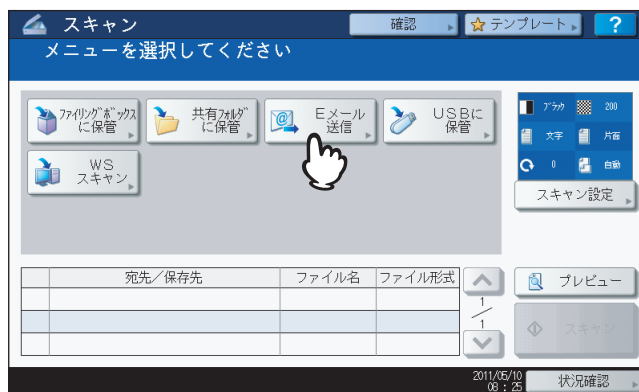 スキャン
確認
テンプレート
?
メニューを選択してください
ファイリングボックス
に保管
共有フォルダ
に保管
Eメール
送信
USBに
保管
WS
スキャン
ブラック
200
文字
片面
0
自動
スキャン設定
宛先/保存先
ファイル名
ファイル形式
1
1
プレビュー
スキャン
2011/05/10
08:25
状況確認